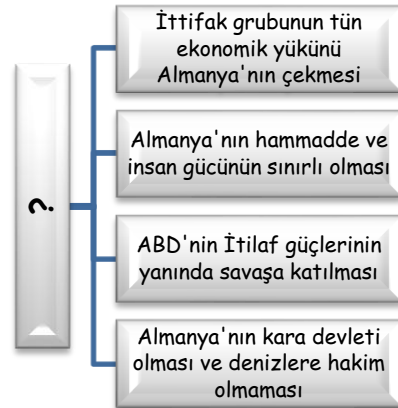 ?
İttifak grubunun tün
ekonomik yükünü
Almanya'nın çekmesi
Almanya'nın hammadde ve
insan gücünün sınırlı olması
ABD'nin İtilaf güçlerinin
yanında savaşa katılması
Almanya'nın kara devleti
olması ve denizlere hakim
olmaması